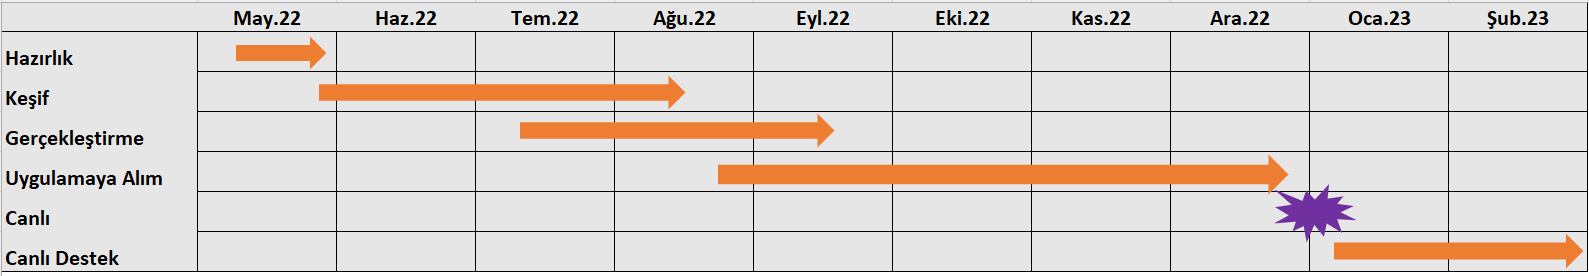 May.22 Haz.22 Tem.22 Ağu.22 Eyl.22 Eki.22 Kas.22 Ara.22 Oca.23 Şub.23
Hazırlık
Keşif
Gerçekleştirme
Uygulamaya Alım
Canlı
Canlı Destek